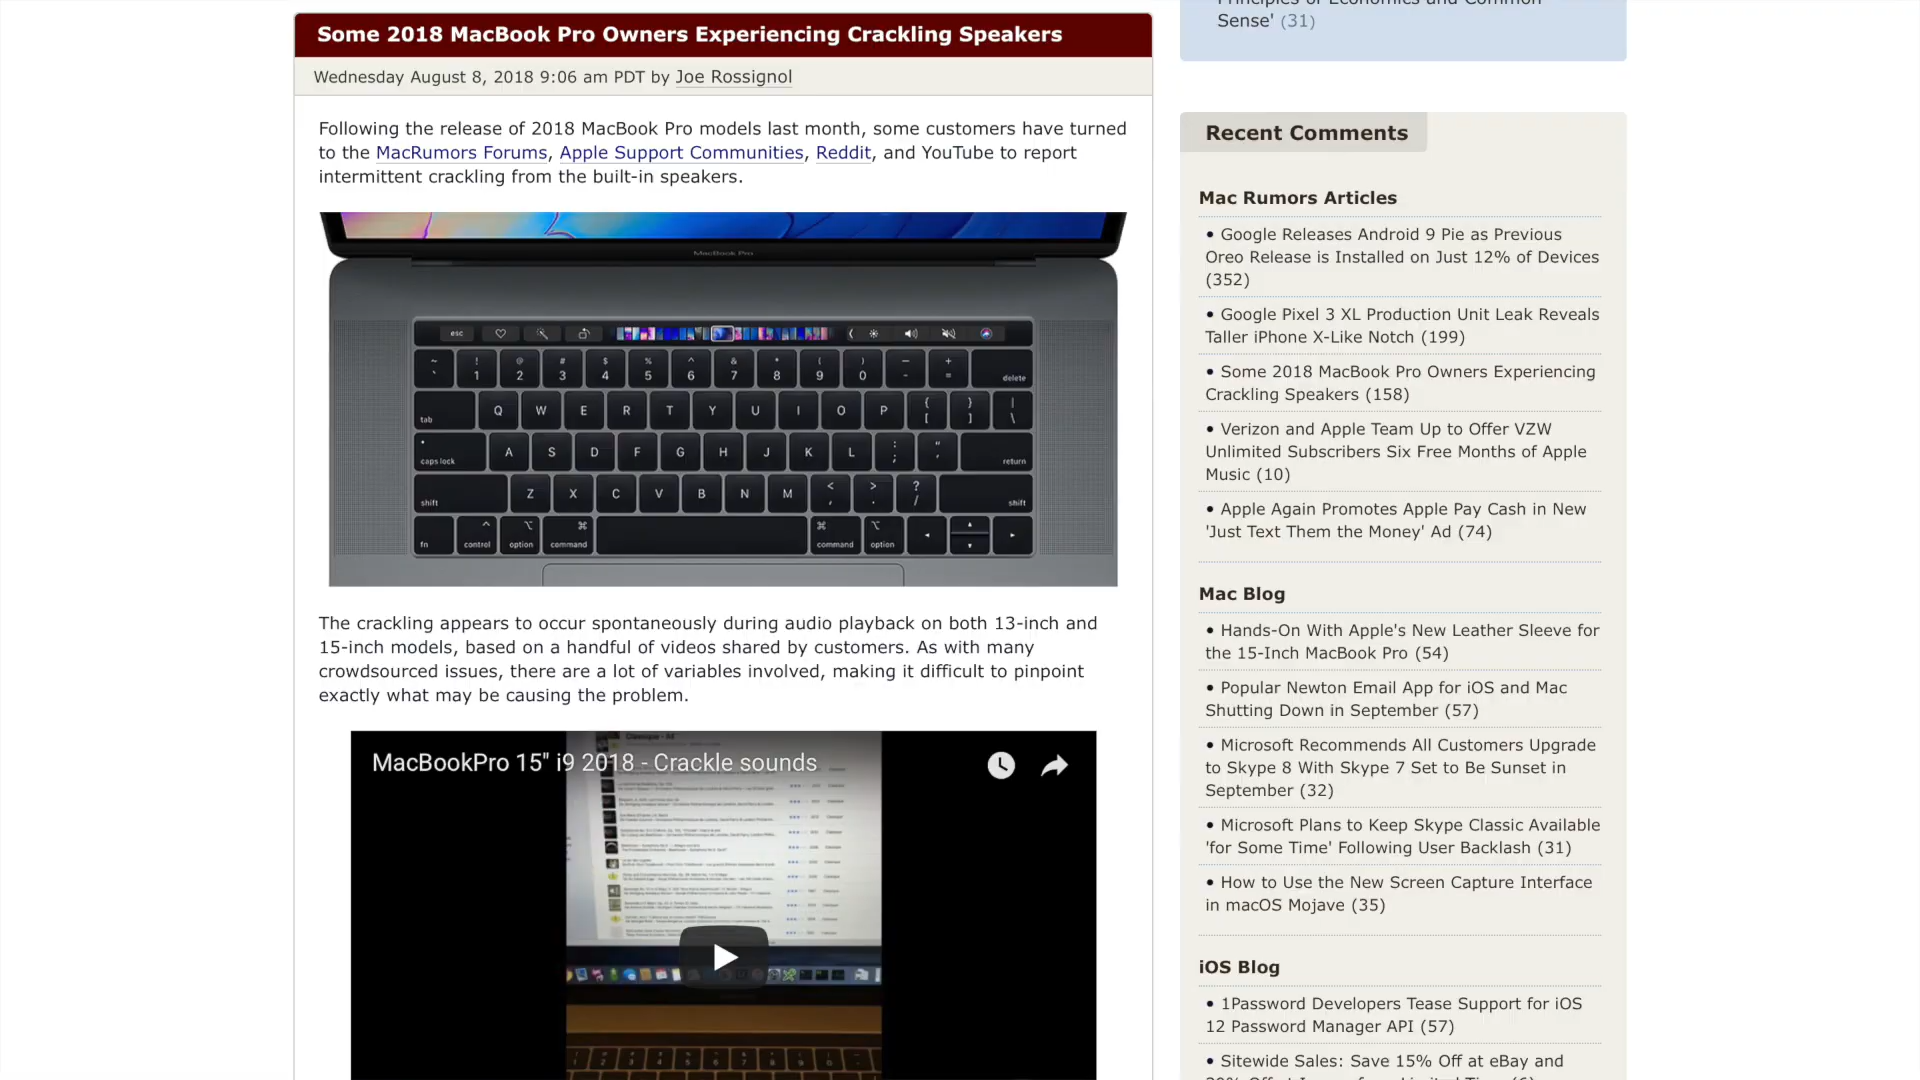 Principles of Economics and Common
Sense' (31)
Some 2018 MacBook Pro Owners Experiencing Crackling Speakers
Wednesday August 8, 2018 9:06 am PDT by Joe Rossignol
Following the release of 2018 MacBook Pro models last month, some customers have turned
to the MacRumors Forums, Apple Support Communities, Reddit, and YouTube to report
intermittent crackling from the built-in speakers.
MacBook Pro
esc
~ ! @ # $ % ^ & * ( ) _ +
` 1 2 3 4 5 6 7 8 9 0 - = delete
tab Q W E R T Y U I O P { [ } ] | \
caps lock A S D F G H J K L : ; " ' return
shift Z X C V B N M < , > . ? / shift
fn control option command command option
The crackling appears to occur spontaneously during audio playback on both 13-inch and
15-inch models, based on a handful of videos shared by customers. As with many
crowdsourced issues, there are a lot of variables involved, making it difficult to pinpoint
exactly what may be causing the problem.
MacBookPro 15" i9 2018 - Crackle sounds
Recent Comments
Mac Rumors Articles
• Google Releases Android 9 Pie as Previous
Oreo Release is Installed on Just 12% of Devices
(352)
• Google Pixel 3 XL Production Unit Leak Reveals
Taller iPhone X-Like Notch (199)
• Some 2018 MacBook Pro Owners Experiencing
Crackling Speakers (158)
• Verizon and Apple Team Up to Offer VZW
Unlimited Subscribers Six Free Months of Apple
Music (10)
• Apple Again Promotes Apple Pay Cash in New
'Just Text Them the Money' Ad (74)
Mac Blog
• Hands-On With Apple's New Leather Sleeve for
the 15-Inch MacBook Pro (54)
• Popular Newton Email App for iOS and Mac
Shutting Down in September (57)
• Microsoft Recommends All Customers Upgrade
to Skype 8 With Skype 7 Set to Be Sunset in
September (32)
• Microsoft Plans to Keep Skype Classic Available
'for Some Time' Following User Backlash (31)
• How to Use the New Screen Capture Interface
in macOS Mojave (35)
iOS Blog
• 1Password Developers Tease Support for iOS
12 Password Manager API (57)
• Sitewide Sales: Save 15% Off at eBay and